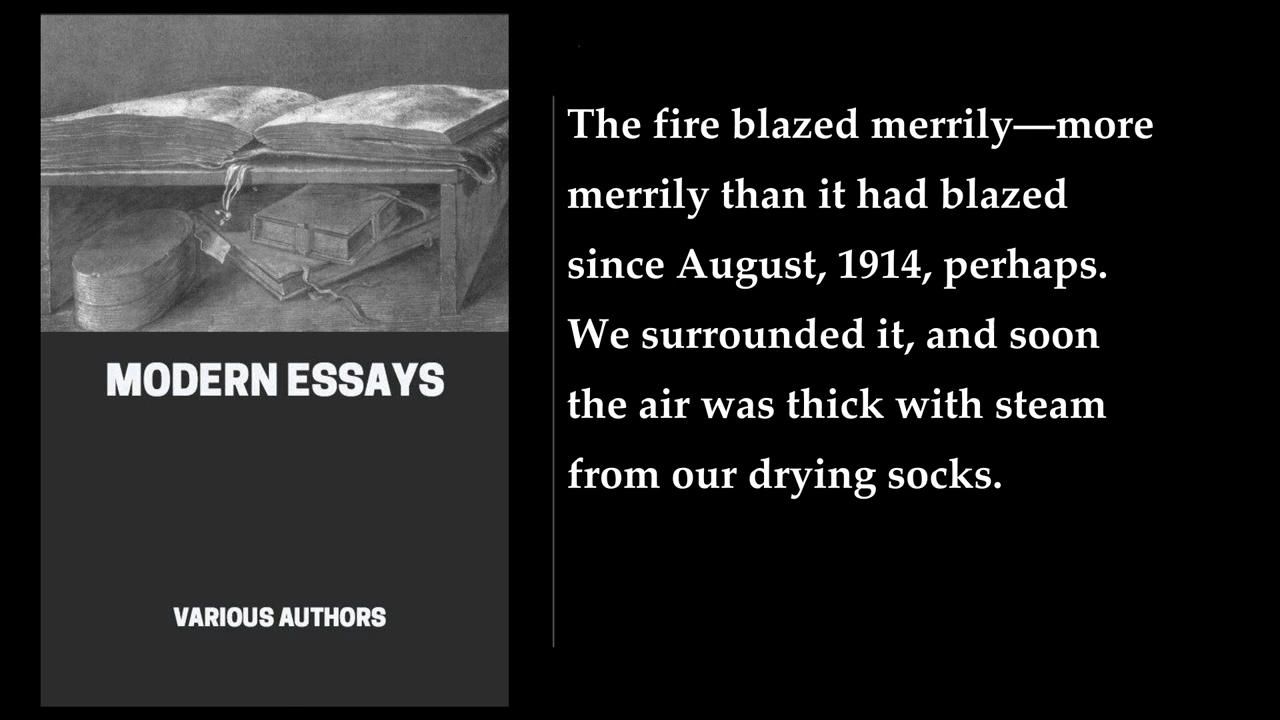 MODERN ESSAYS
VARIOUS AUTHORS
The fire blazed merrily—more
merrily than it had blazed
since August, 1914, perhaps.
We surrounded it, and soon
the air was thick with steam
from our drying socks.